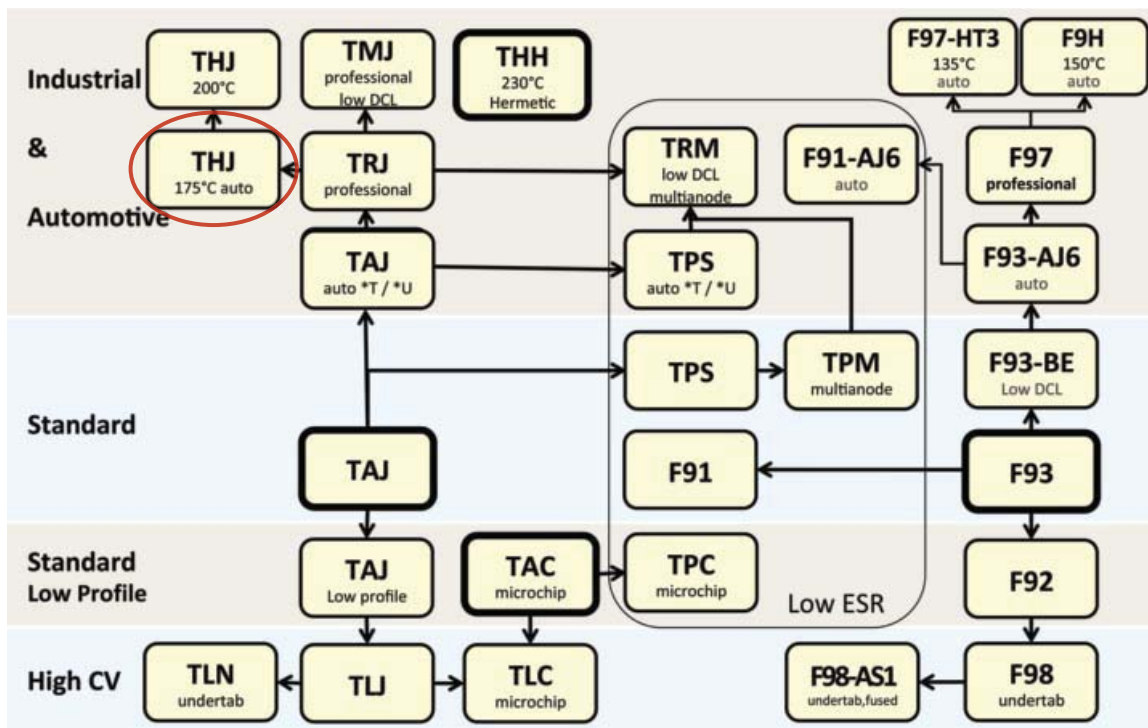 Industrial
&
Automotive
THJ
200°C
TMJ
professional
low DCL
THH
230°C
Hermetic
F97-HT3
135°C
auto
F9H
150°C
auto
THJ
175°C auto
TRJ
professional
TRM
low DCL
multianode
F91-AJ6
auto
F97
professional
TAJ
auto *T / *U
TPS
auto *T / *U
F93-AJ6
auto
Standard
TPS
TPM
multianode
F93-BE
Low DCL
TAJ
F91
F93
Standard
Low Profile
TAJ
Low profile
TAC
microchip
TPC
microchip
Low ESR
F92
High CV
TLN
undertab
TLJ
TLC
microchip
F98-AS1
undertab,fused
F98
undertab